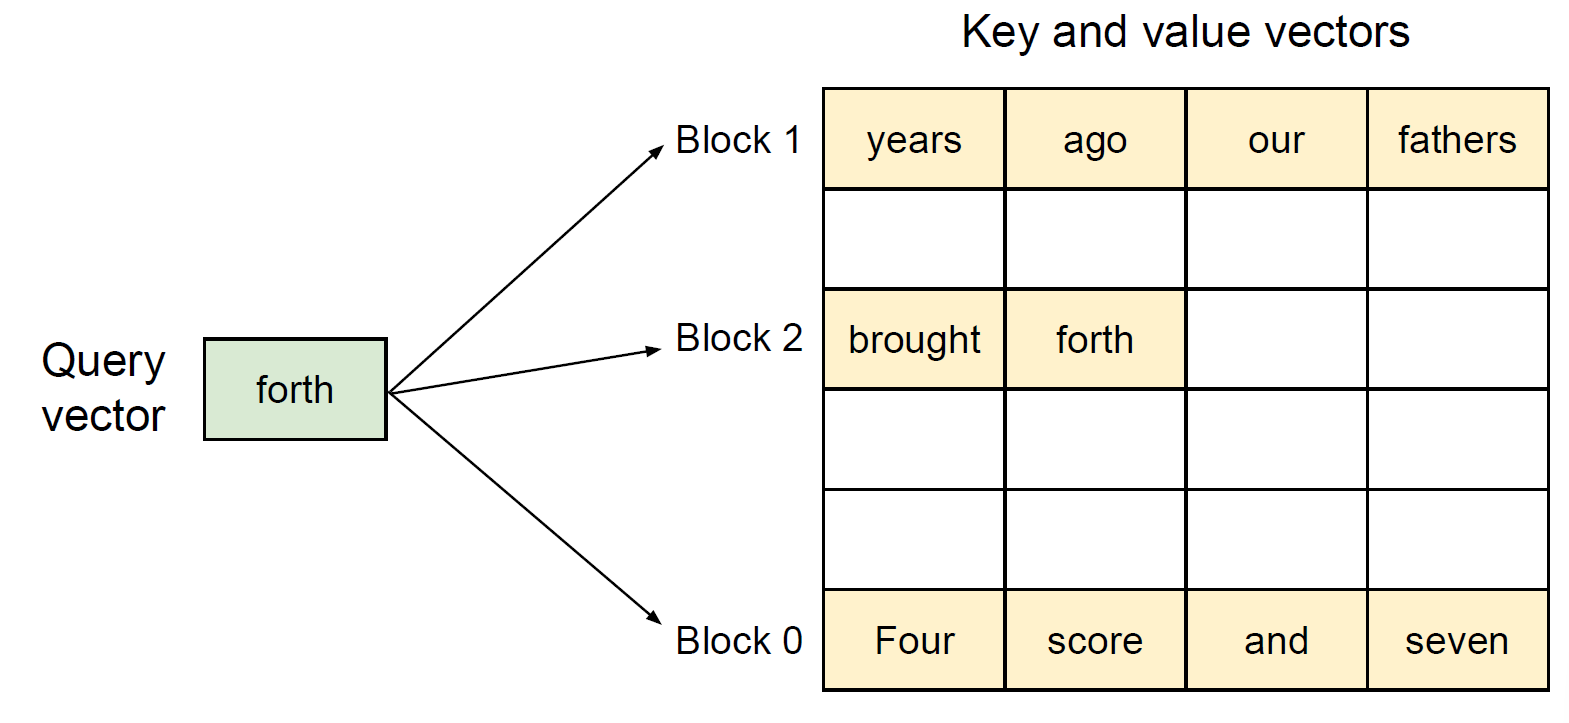 Key and value vectors
Block 1 years ago our fathers
Query
vector
forth
Block 2 brought forth
Block 0 Four score and seven